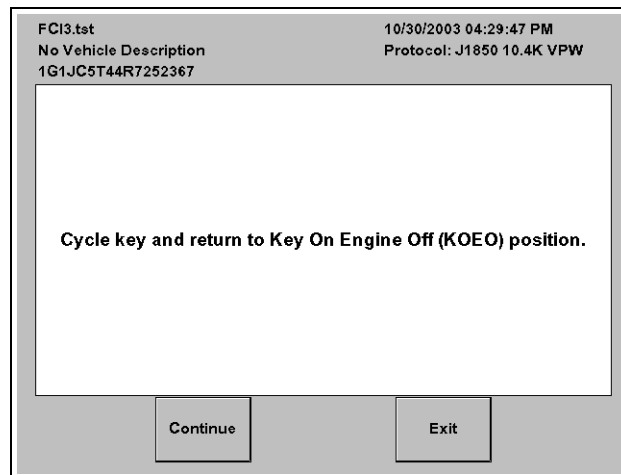 FCI3.tst 10/30/2003 04:29:47 PM
No Vehicle Description Protocol: J1850 10.4K VPW
1G1JC5T44R7252367
Cycle key and return to Key On Engine Off (KOEO) position.
Continue Exit